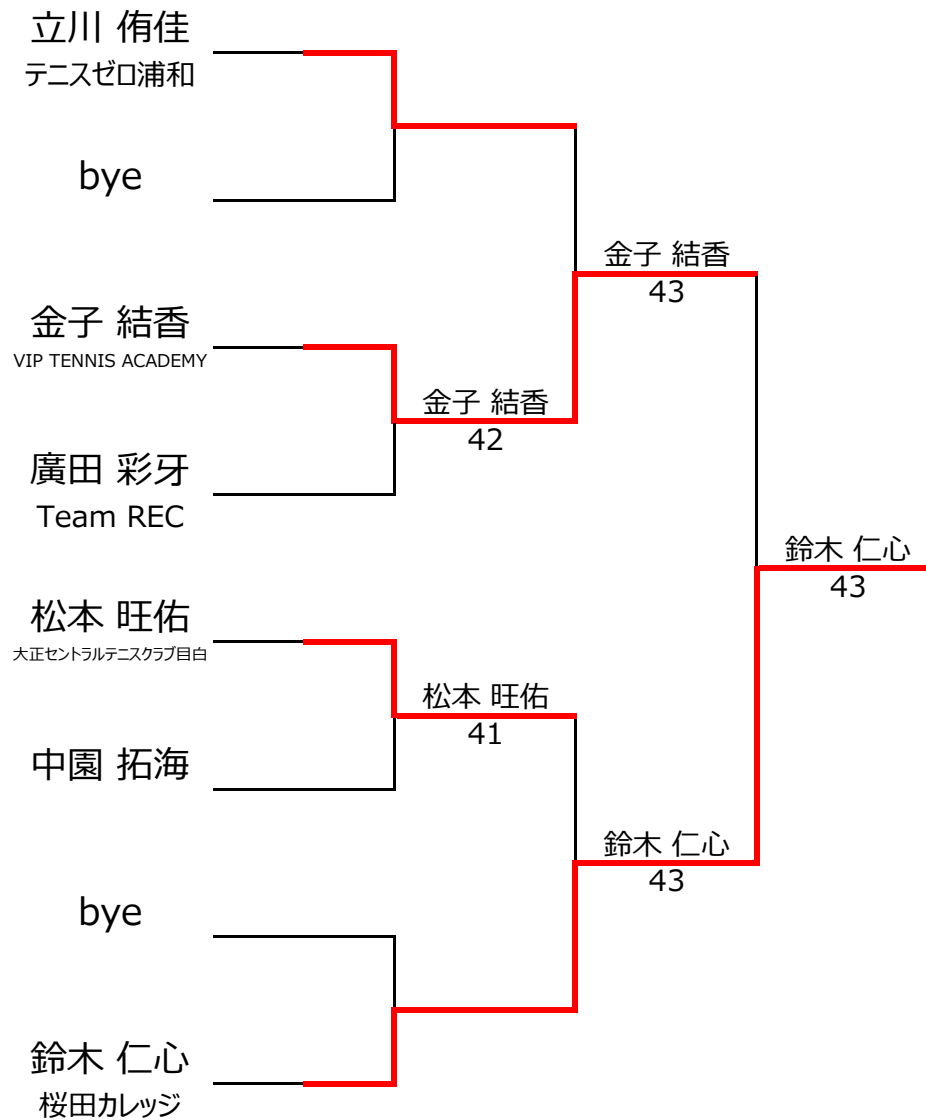 立川 侑佳
テニスゼロ浦和
bye
金子 結香
43
金子 結香
VIP TENNIS ACADEMY
金子 結香
42
廣田 彩牙
Team REC
鈴木 仁心
43
松本 旺佑
大正セントラルテニスクラブ目白
松本 旺佑
41
中園 拓海
鈴木 仁心
43
bye
鈴木 仁心
桜田カレッジ